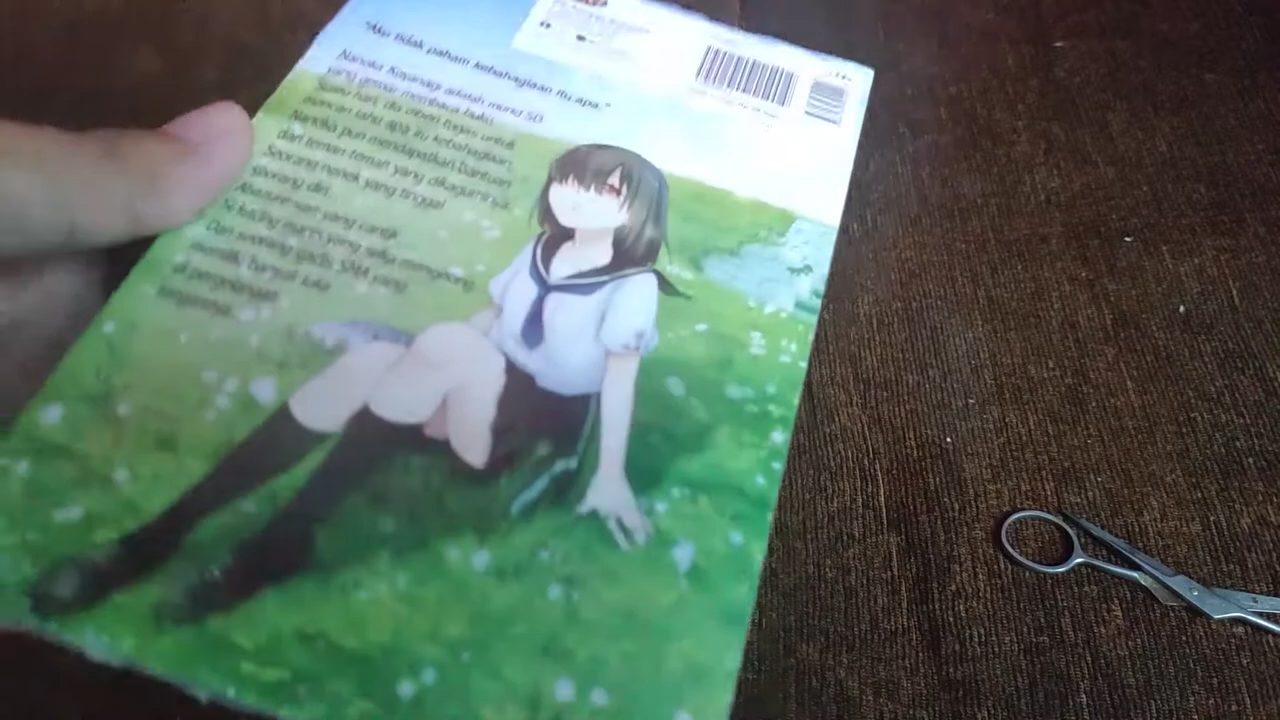 "Aku tidak paham kebahagiaan itu apa."
Nanoka Koyanagi adalah murid SD
yang gemar membaca buku.
Suatu hari, dia diberi tugas untuk
mencari tahu apa itu kebahagiaan.
Nanoka pun mendapatkan bantuan
dari teman-teman yang dikaguminya.
Seorang nenek yang tinggal
seorang diri.
Abazure-san yang cantik.
Si kucing manis yang selalu mengeong.
Dan seorang gadis SMA yang
memiliki banyak luka
di pergelangan
tangannya.